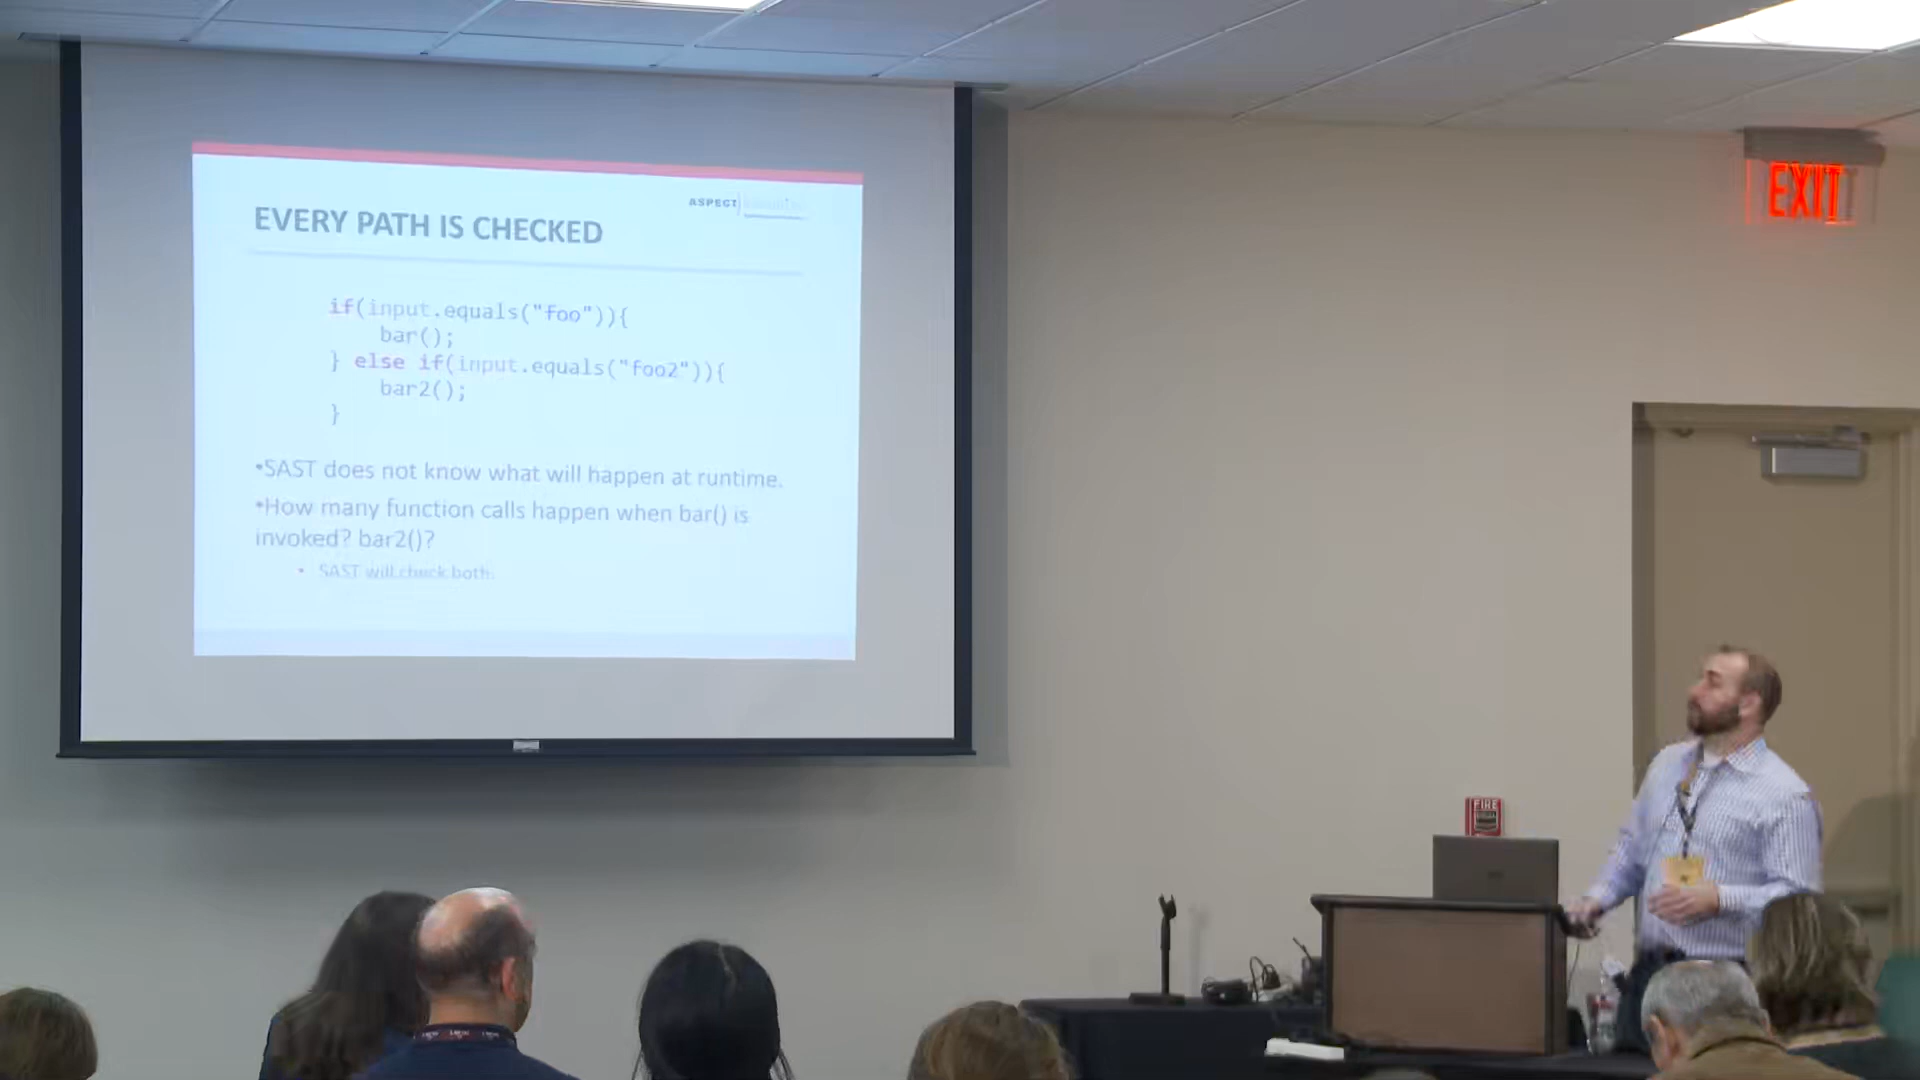 EVERY PATH IS CHECKED
ASPECT
if(input.equals("foo")){
bar();
} else if(input.equals("foo2")){
bar2();
}
•SAST does not know what will happen at runtime.
•How many function calls happen when bar() is
invoked? bar2()?
• SAST will check both.
EXIT
FIRE